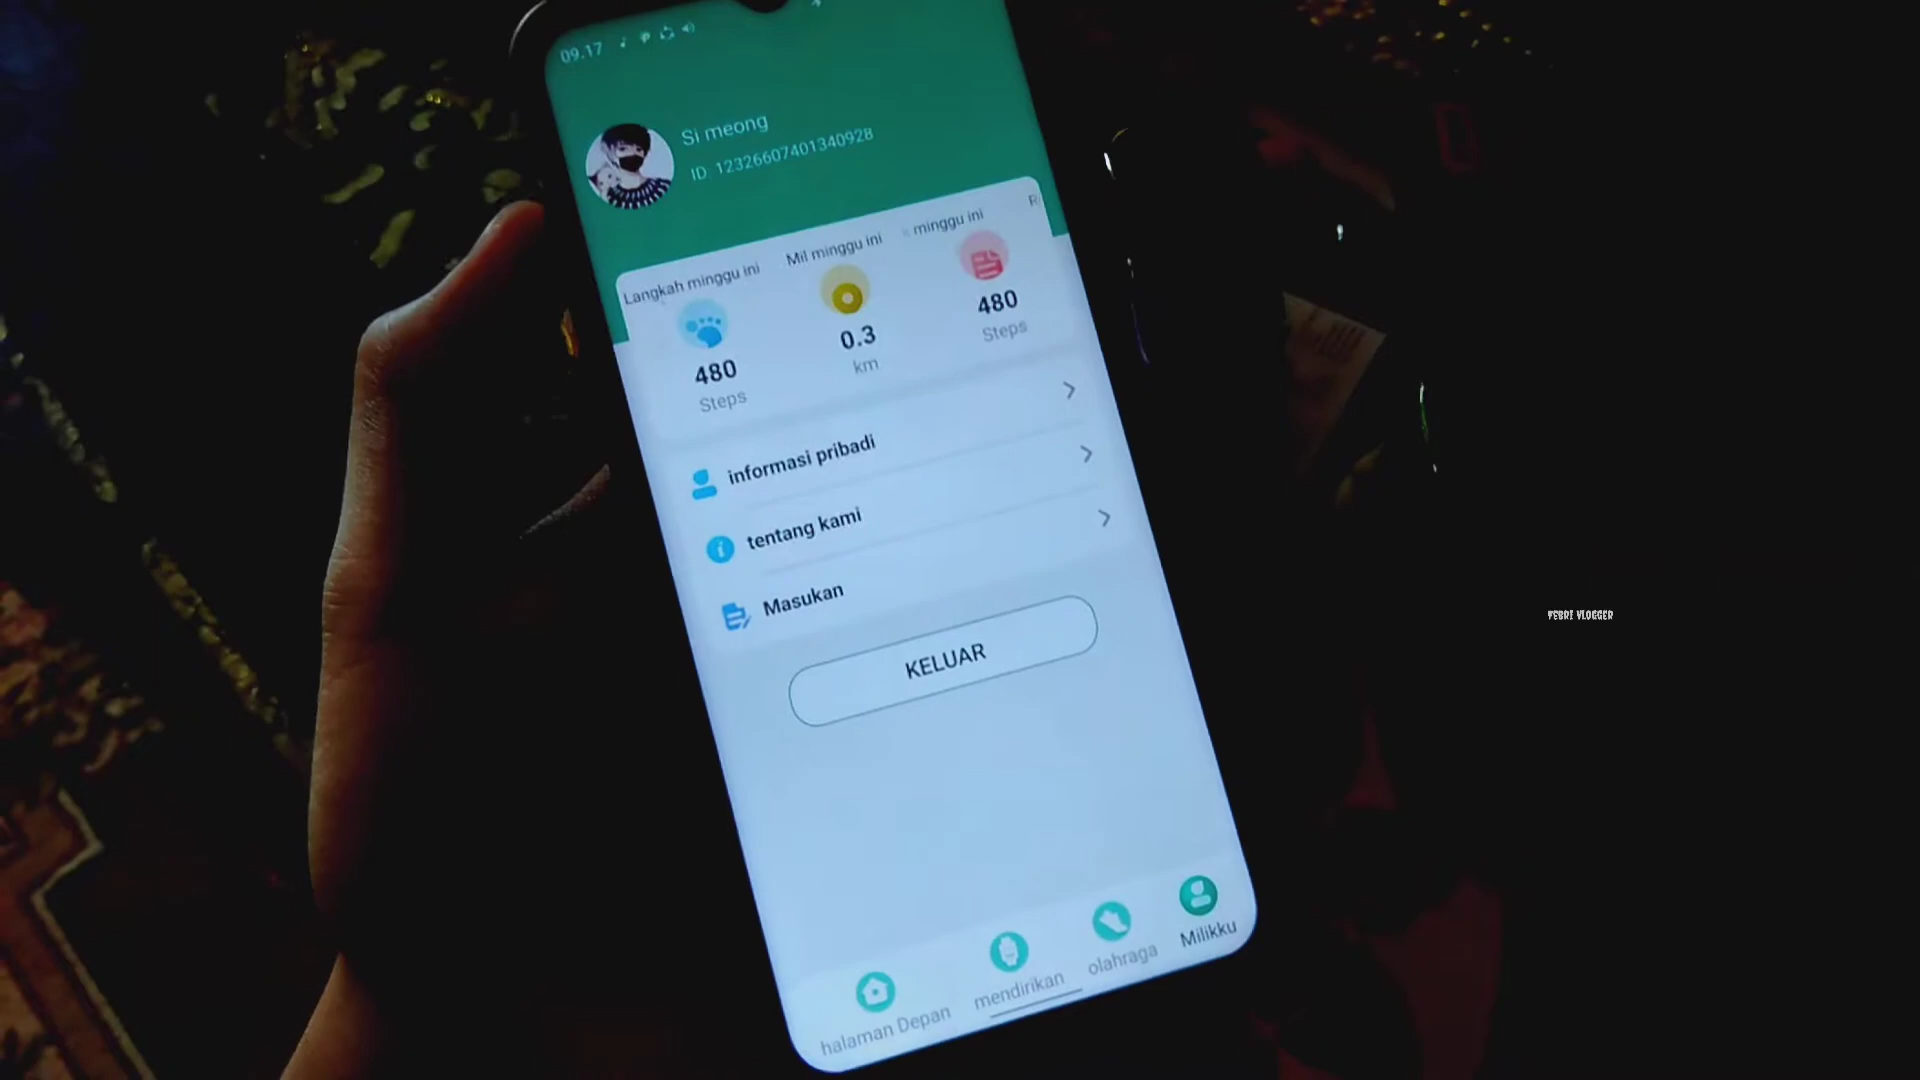 09.17
Si meong
ID 12326607401340928
Langkah minggu ini
Mil minggu ini
minggu ini
480
Steps
0.3
km
480
Steps
informasi pribadi
tentang kami
Masukan
KELUAR
halaman Depan
mendirikan
olahraga
Milikku
YEBRI VLOGGER